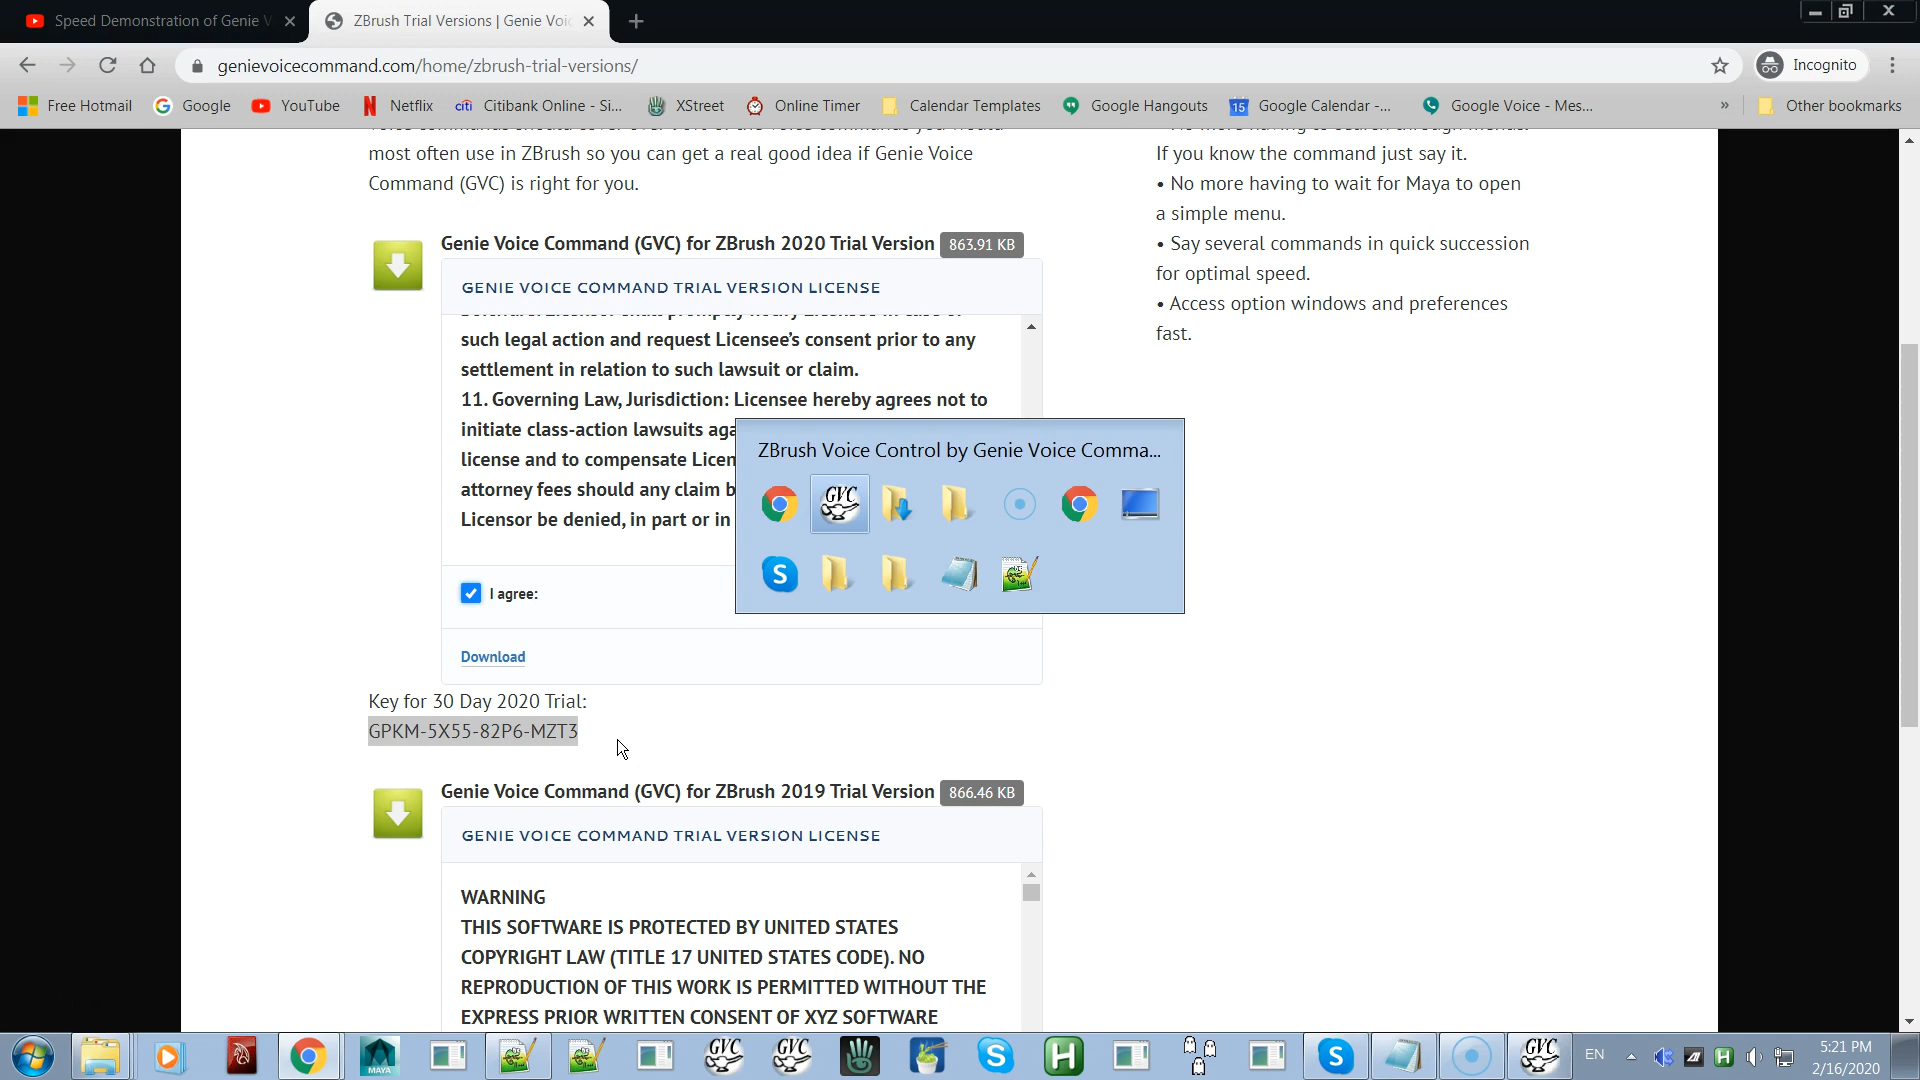 Speed Demonstration of Genie V
ZBrush Trial Versions | Genie Voic
genievoicecommand.com/home/zbrush-trial-versions/
Incognito
Free Hotmail
Google
YouTube
Netflix
citi Citibank Online - Si...
XStreet
Online Timer
Calendar Templates
Google Hangouts
15 Google Calendar -...
Google Voice - Mes...
»
Other bookmarks
most often use in ZBrush so you can get a real good idea if Genie Voice
Command (GVC) is right for you.
Genie Voice Command (GVC) for ZBrush 2020 Trial Version 863.91 KB
GENIE VOICE COMMAND TRIAL VERSION LICENSE
such legal action and request Licensee’s consent prior to any
settlement in relation to such lawsuit or claim.
11. Governing Law, Jurisdiction: Licensee hereby agrees not to
initiate class-action lawsuits aga
license and to compensate Licen
attorney fees should any claim b
Licensor be denied, in part or in
I agree:
Download
Key for 30 Day 2020 Trial:
GPKM-5X55-82P6-MZT3
Genie Voice Command (GVC) for ZBrush 2019 Trial Version 866.46 KB
GENIE VOICE COMMAND TRIAL VERSION LICENSE
WARNING
THIS SOFTWARE IS PROTECTED BY UNITED STATES
COPYRIGHT LAW (TITLE 17 UNITED STATES CODE). NO
REPRODUCTION OF THIS WORK IS PERMITTED WITHOUT THE
EXPRESS PRIOR WRITTEN CONSENT OF XYZ SOFTWARE
If you know the command just say it.
• No more having to wait for Maya to open
a simple menu.
• Say several commands in quick succession
for optimal speed.
• Access option windows and preferences
fast.
ZBrush Voice Control by Genie Voice Comma...
GVC
S
MAYA
GVC
GVC
S
H
S
GVC
EN
H
5:21 PM
2/16/2020